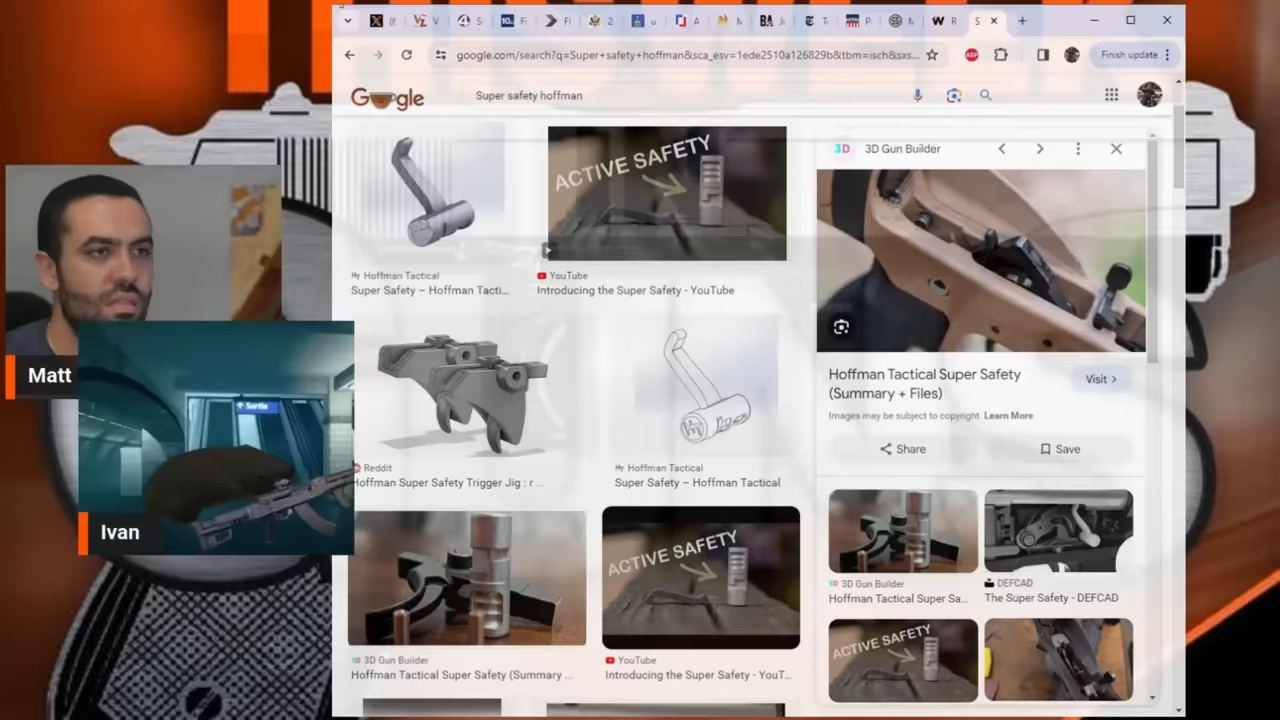 Finish update
google.com/search?q=Super+safety+hoffman&sca_esv=1ede2510a126829b&tbm=isch&sxs...
Google
Super safety hoffman
3D
3D Gun Builder
ACTIVE SAFETY
Hoffman Tactical
Super Safety – Hoffman Tacti...
YouTube
Introducing the Super Safety - YouTube
Hoffman Tactical Super Safety
(Summary + Files)
Visit
Images may be subject to copyright. Learn More
Share
Save
Matt
Sortie
Ivan
Reddit
Hoffman Super Safety Trigger Jig : r ...
Hoffman Tactical
Super Safety – Hoffman Tactical
ACTIVE SAFETY
3D Gun Builder
Hoffman Tactical Super Sa...
DEFCAD
The Super Safety - DEFCAD
ACTIVE SAFETY
3D Gun Builder
Hoffman Tactical Super Safety (Summary ...
YouTube
Introducing the Super Safety - YouT...